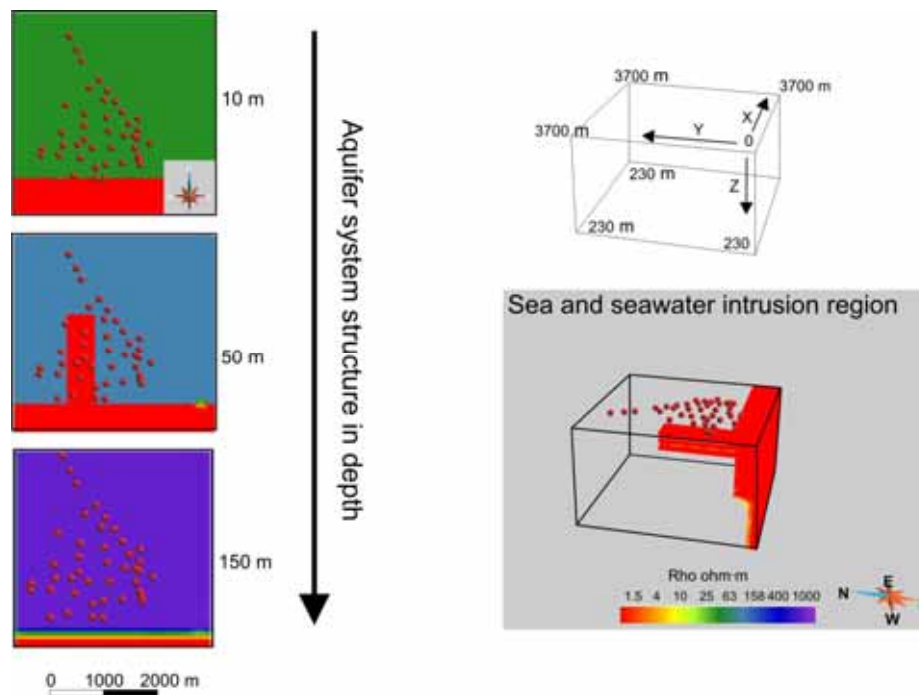 10 m
50 m
150 m
0 1000 2000 m
Aquifer system structure in depth
3700 m
3700 m
3700 m
X
Y
0
Z
230 m
230 m
230
Sea and seawater intrusion region
Rho ohm·m
1.5 4 10 25 63 158 400 1000
N
E
W